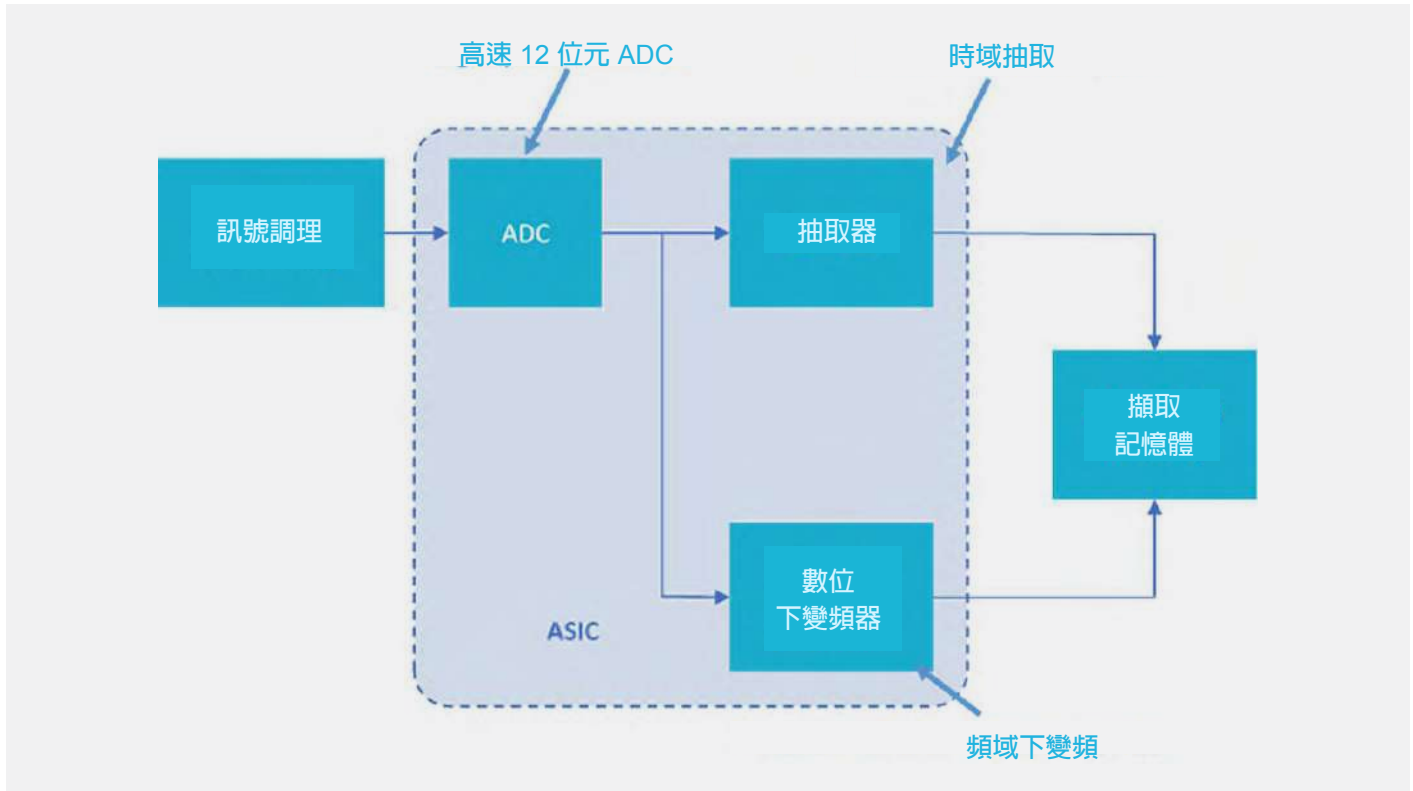 高速 12 位元 ADC
時域抽取
訊號調理
ADC
抽取器
擷取
記憶體
數位
下變頻器
ASIC
頻域下變頻